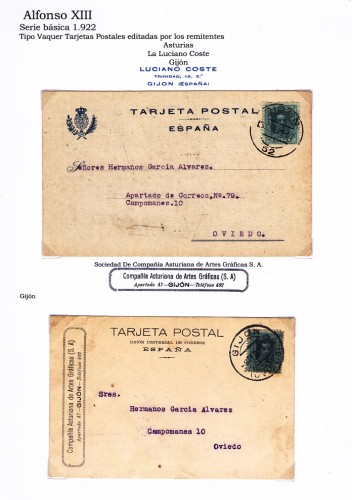 Alfonso XIII
Serie básica 1.922
Tipo Vaquer Tarjetas Postales editadas por los remitentes
Asturias
La Luciano Coste
Gijón
LUCIANO COSTE
TRINIDAD, 45, 2.º
GIJON (ESPAÑA)
TARJETA POSTAL
ESPAÑA
Señores Hermanos Garcia Alvarez.
Apartado de Correos, No.79.
Campomanes.10
OVIEDO.
Sociedad De Compañía Asturiana de Artes Gráficas S. A.
Compañía Asturiana de Artes Gráficas (S. A)
Apartado 47-GIJÓN-Teléfono 402
Gijón
Compañía Asturiana de Artes Gráficas (S. A)
Apartado 47-GIJÓN-Teléfono 402
TARJETA POSTAL
UNIÓN UNIVERSAL DE CORREOS
ESPAÑA
GIJON
Sres.
Hermanos Garcia Alvarez
Campomanes 10
Oviedo